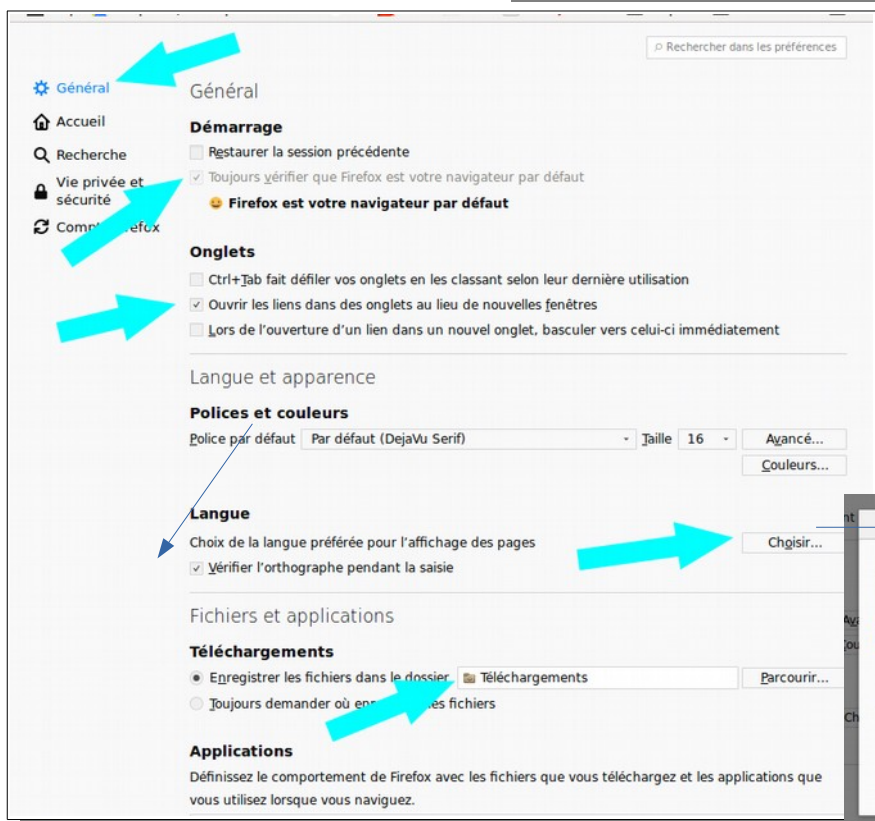 Rechercher dans les préférences
Général
Accueil
Recherche
Vie privée et
sécurité
Général
Démarrage
Restaurer la session précédente
Toujours vérifier que Firefox est votre navigateur par défaut
Firefox est votre navigateur par défaut
Onglets
Ctrl+Tab fait défiler vos onglets en les classant selon leur dernière utilisation
Ouvrir les liens dans des onglets au lieu de nouvelles fenêtres
Lors de l’ouverture d’un lien dans un nouvel onglet, basculer vers celui-ci immédiatement
Langue et apparence
Polices et couleurs
Police par défaut Par défaut (DejaVu Serif) Taille 16 Avancé...
Couleurs...
Langue
Choix de la langue préférée pour l’affichage des pages Choisir...
Vérifier l’orthographe pendant la saisie
Fichiers et applications
Téléchargements
Enregistrer les fichiers dans le dossier Téléchargements Parcourir...
Toujours demander où les fichiers
Applications
Définissez le comportement de Firefox avec les fichiers que vous téléchargez et les applications que
vous utilisez lorsque vous naviguez.